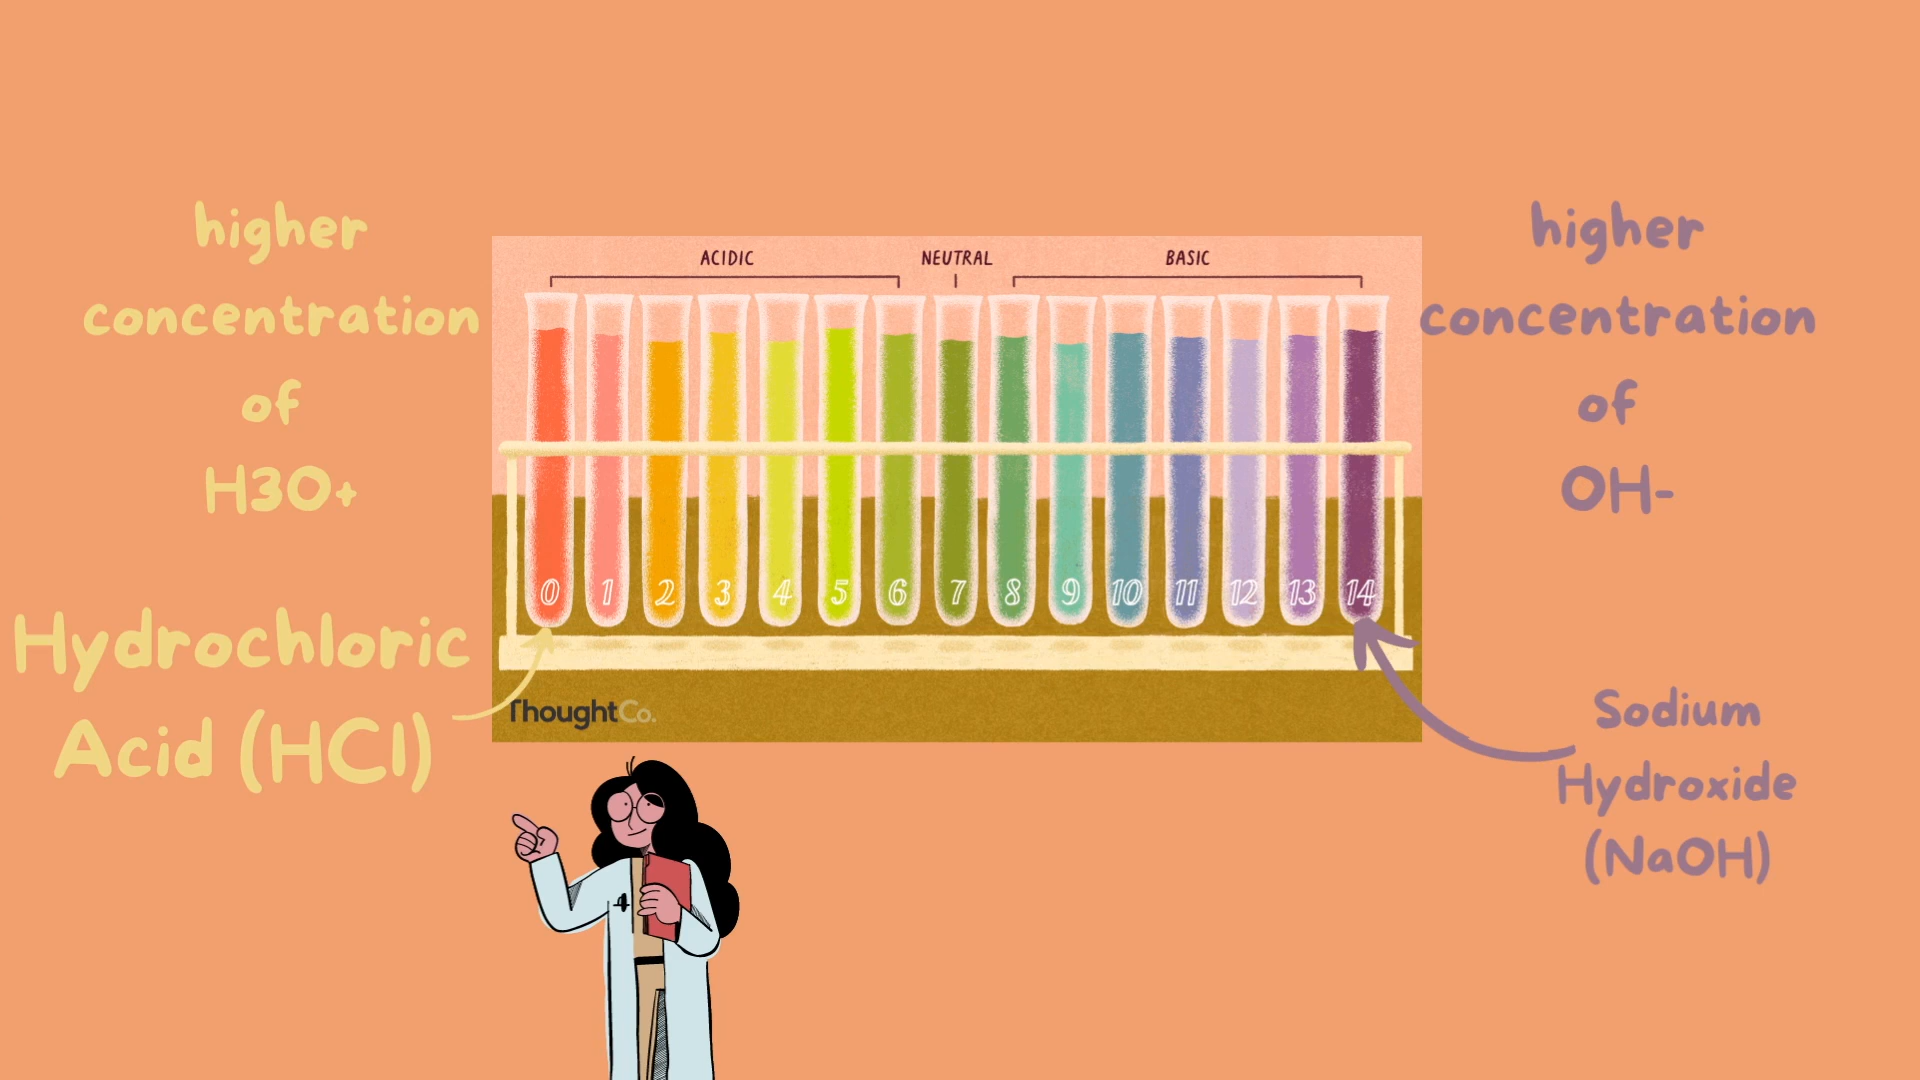 higher
concentration
of
H3O+
Hydrochloric
Acid (HCl)
ACIDIC
NEUTRAL
BASIC
0 1 2 3 4 5 6 7 8 9 10 11 12 13 14
ThoughtCo.
higher
concentration
of
OH-
Sodium
Hydroxide
(NaOH)